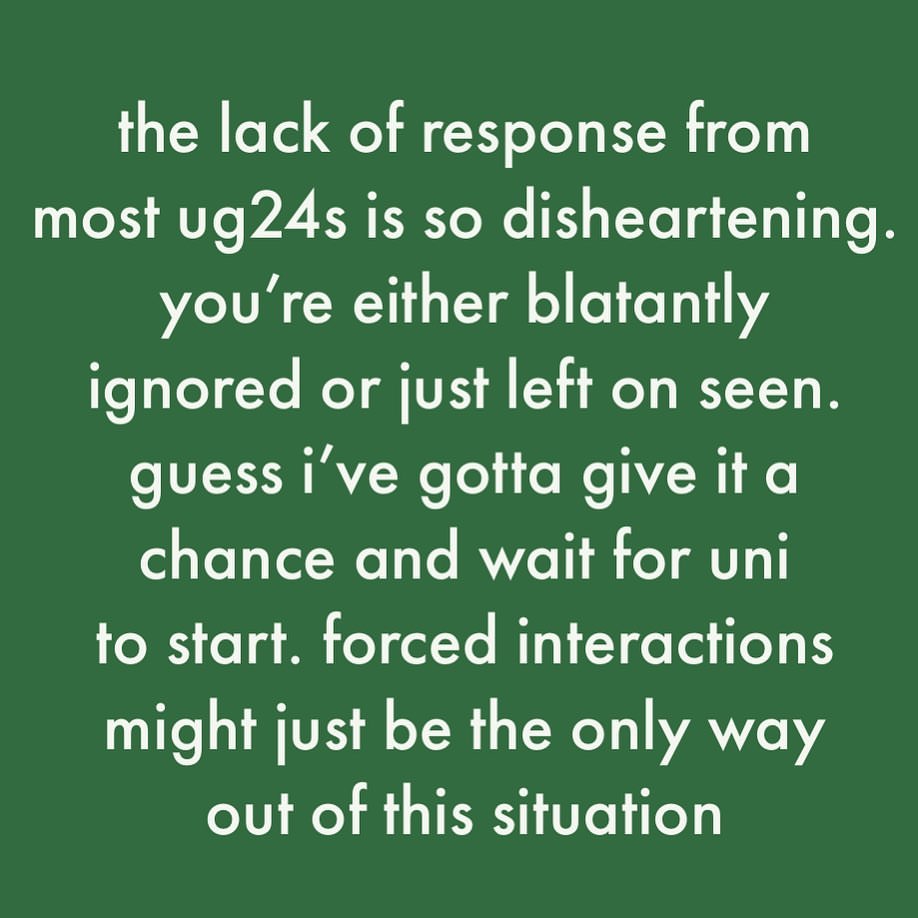 the lack of response from
most ug24s is so disheartening.
you’re either blatantly
ignored or just left on seen.
guess i’ve gotta give it a
chance and wait for uni
to start. forced interactions
might just be the only way
out of this situation